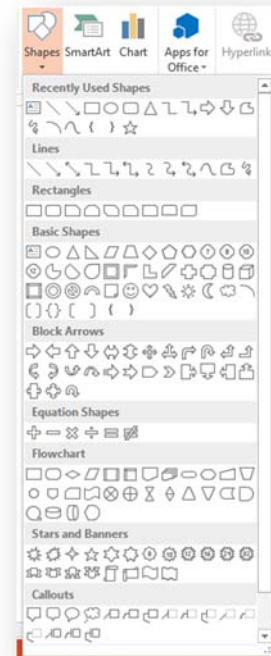 Shapes SmartArt Chart Apps for Office Hyperlink
Recently Used Shapes
Lines
Rectangles
Basic Shapes
Block Arrows
Equation Shapes
Flowchart
Stars and Banners
Callouts